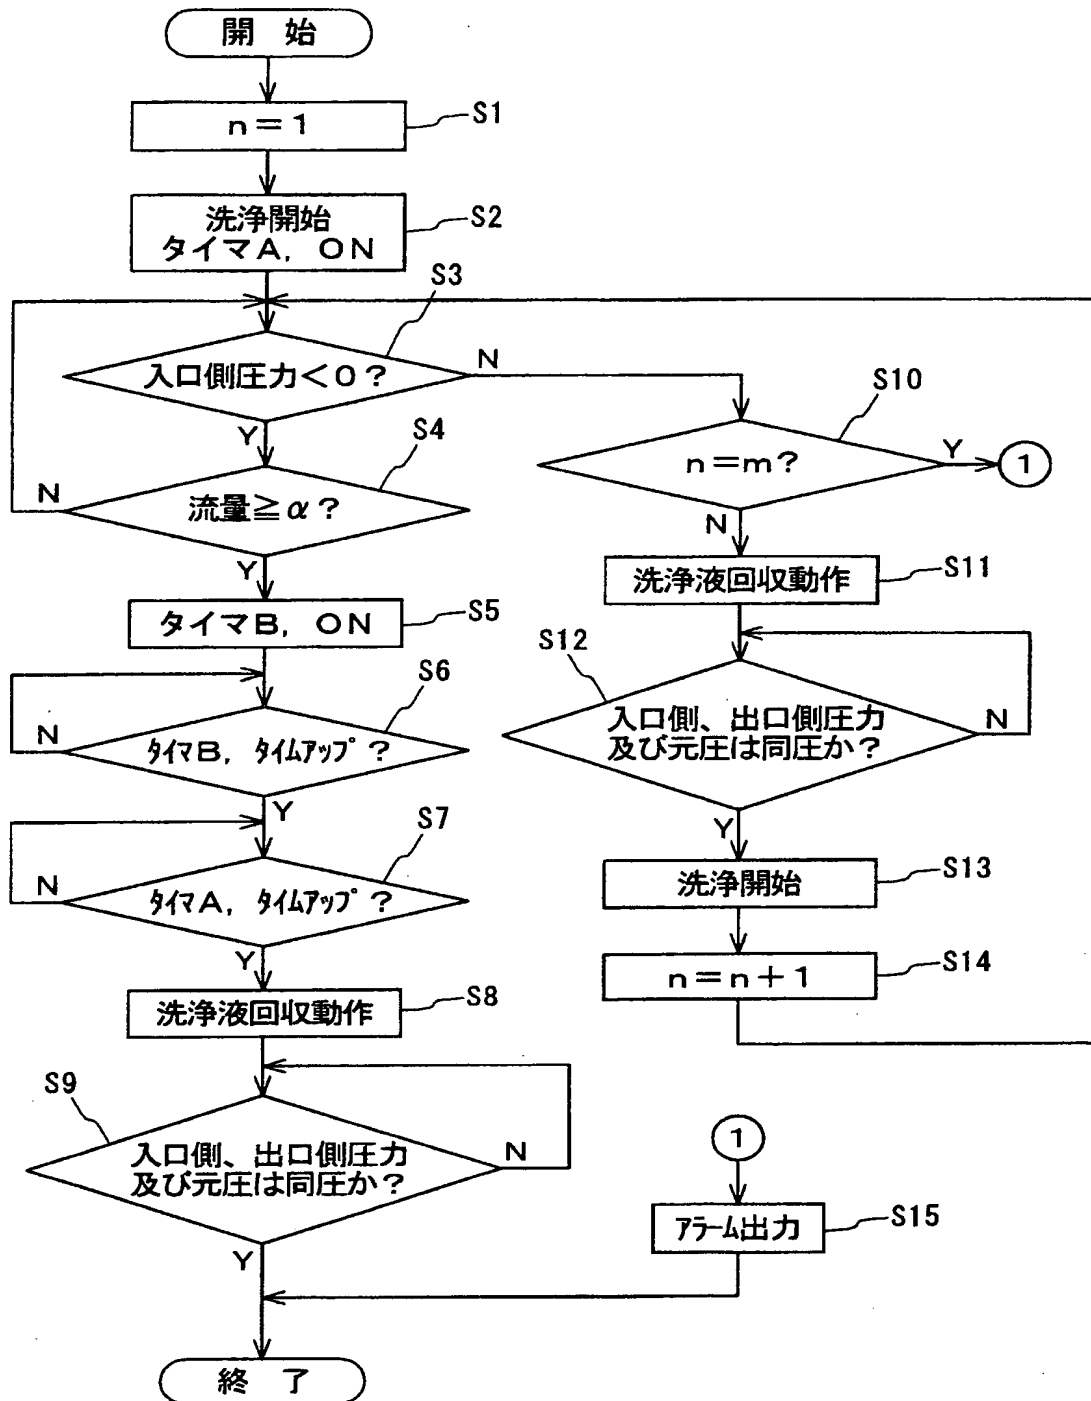 開 始
n=1
S1
洗浄開始
タイマA, ON
S2
S3
入口側圧力<0?
N
Y
S4
流量≧α?
N
Y
タイマB, ON
S5
S6
タイマB, タイムアップ?
N
Y
S7
タイマA, タイムアップ?
N
Y
洗浄液回収動作
S8
S9
入口側、出口側圧力
及び元圧は同圧か?
N
Y
終 了
S10
n=m?
Y
1
N
洗浄液回収動作
S11
S12
入口側、出口側圧力
及び元圧は同圧か?
N
Y
洗浄開始
S13
n=n+1
S14
1
アラーム出力
S15